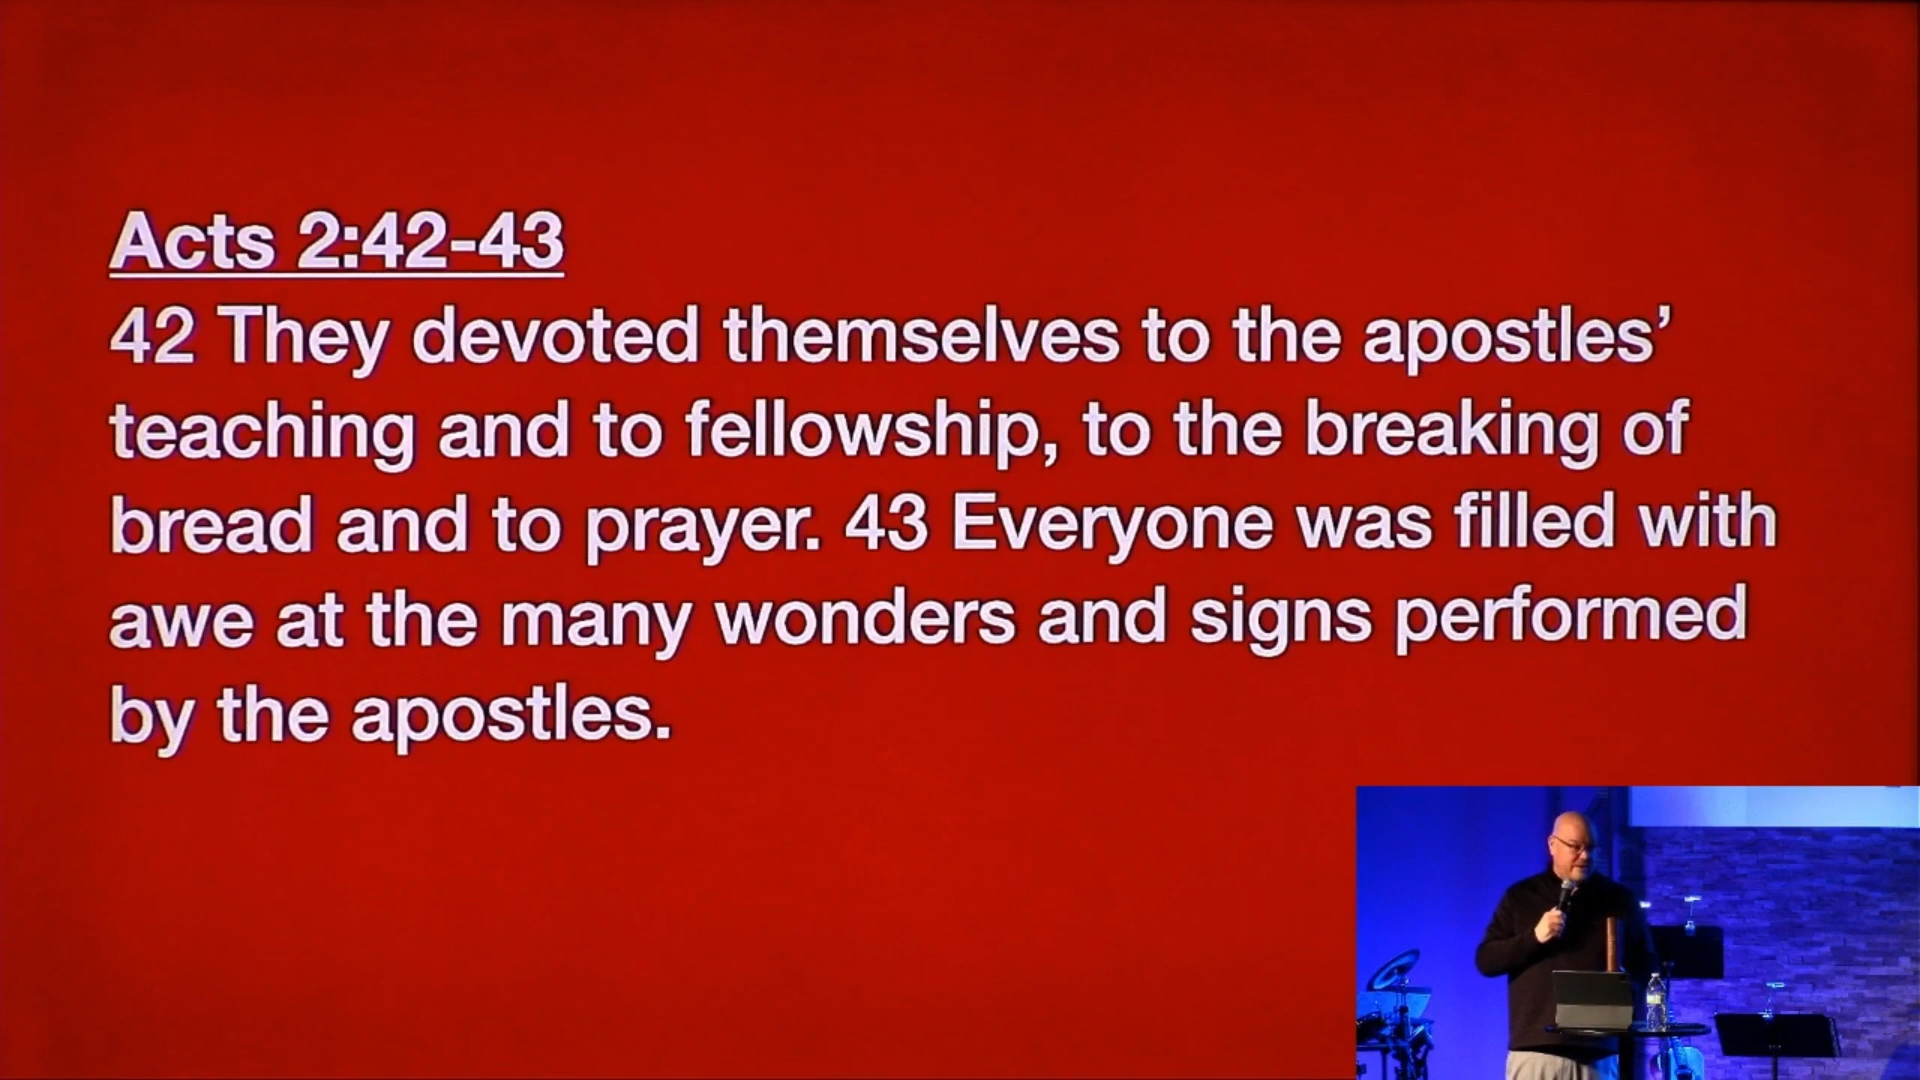 Acts 2:42-43
42 They devoted themselves to the apostles’
teaching and to fellowship, to the breaking of
bread and to prayer. 43 Everyone was filled with
awe at the many wonders and signs performed
by the apostles.